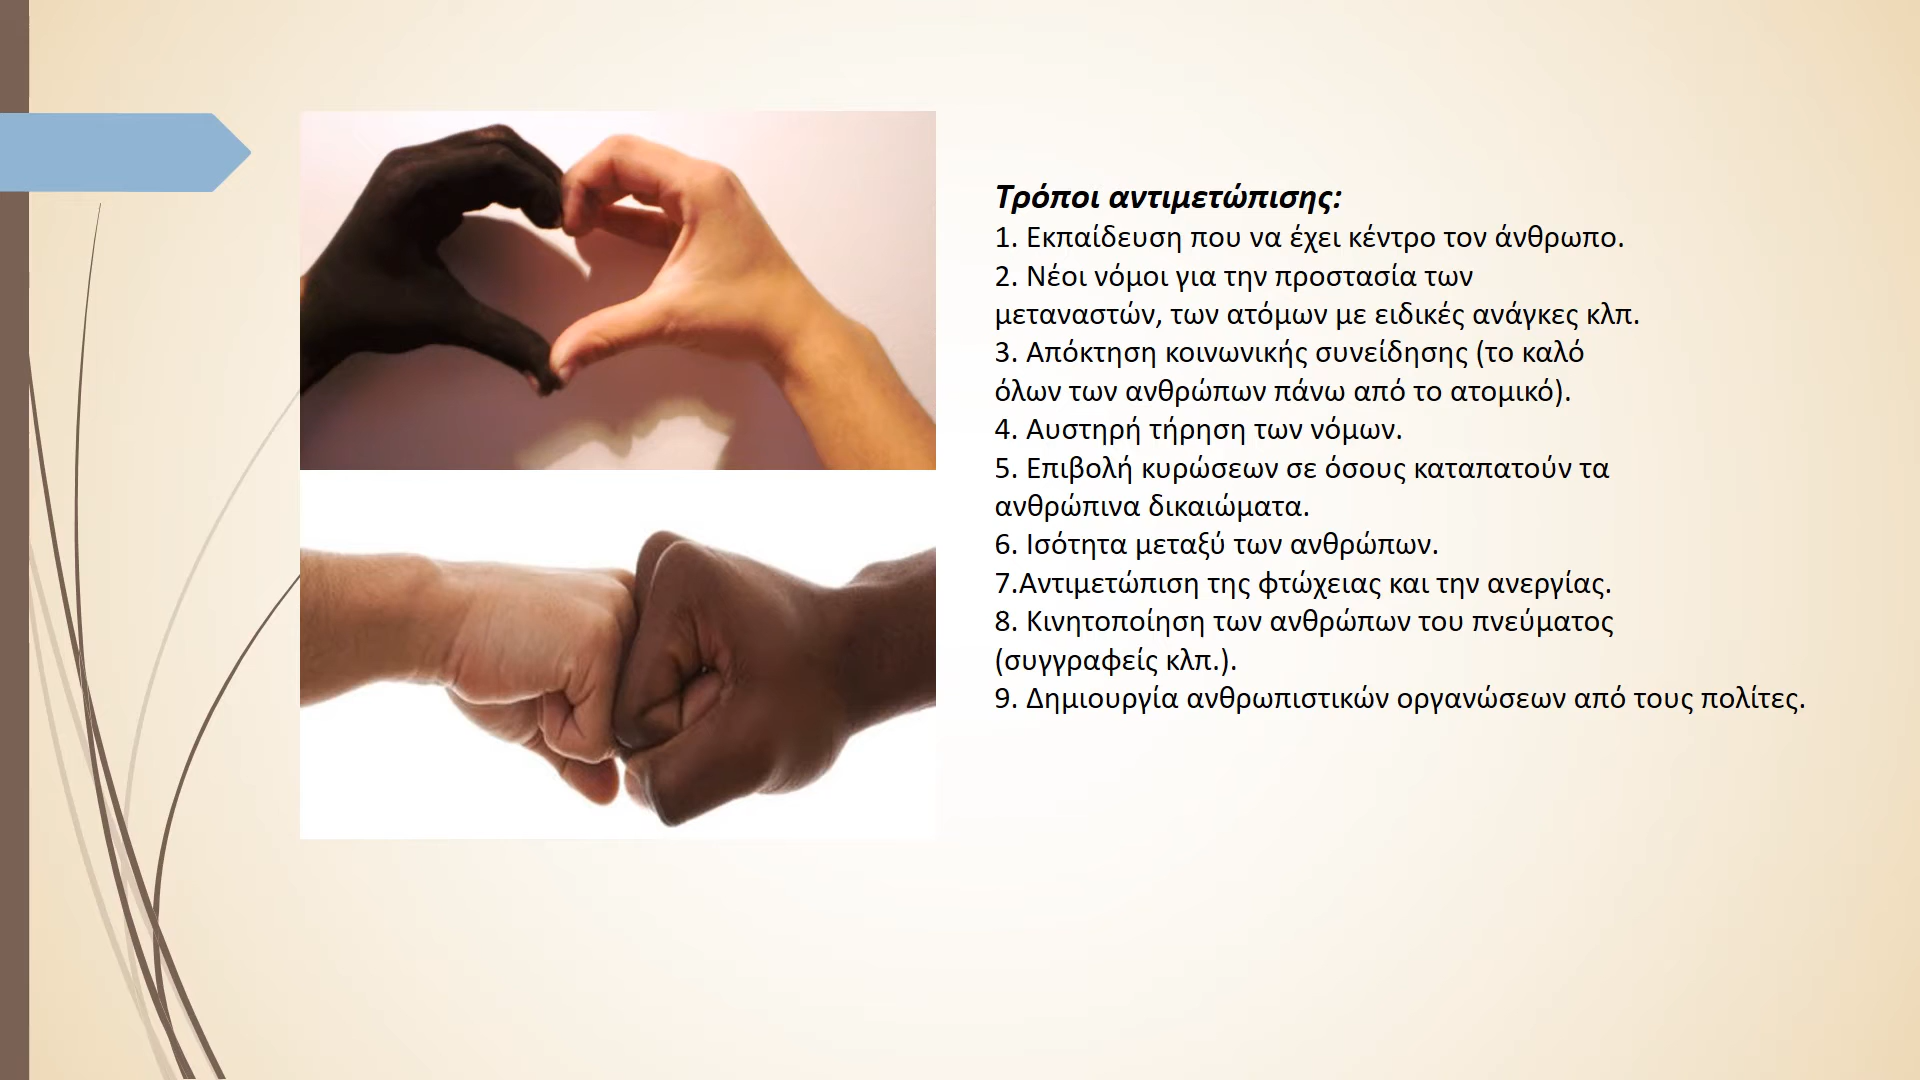 Τρόποι αντιμετώπισης:
1. Εκπαίδευση που να έχει κέντρο τον άνθρωπο.
2. Νέοι νόμοι για την προστασία των
μεταναστών, των ατόμων με ειδικές ανάγκες κλπ.
3. Απόκτηση κοινωνικής συνείδησης (το καλό
όλων των ανθρώπων πάνω από το ατομικό).
4. Αυστηρή τήρηση των νόμων.
5. Επιβολή κυρώσεων σε όσους καταπατούν τα
ανθρώπινα δικαιώματα.
6. Ισότητα μεταξύ των ανθρώπων.
7.Αντιμετώπιση της φτώχειας και την ανεργίας.
8. Κινητοποίηση των ανθρώπων του πνεύματος
(συγγραφείς κλπ.).
9. Δημιουργία ανθρωπιστικών οργανώσεων από τους πολίτες.